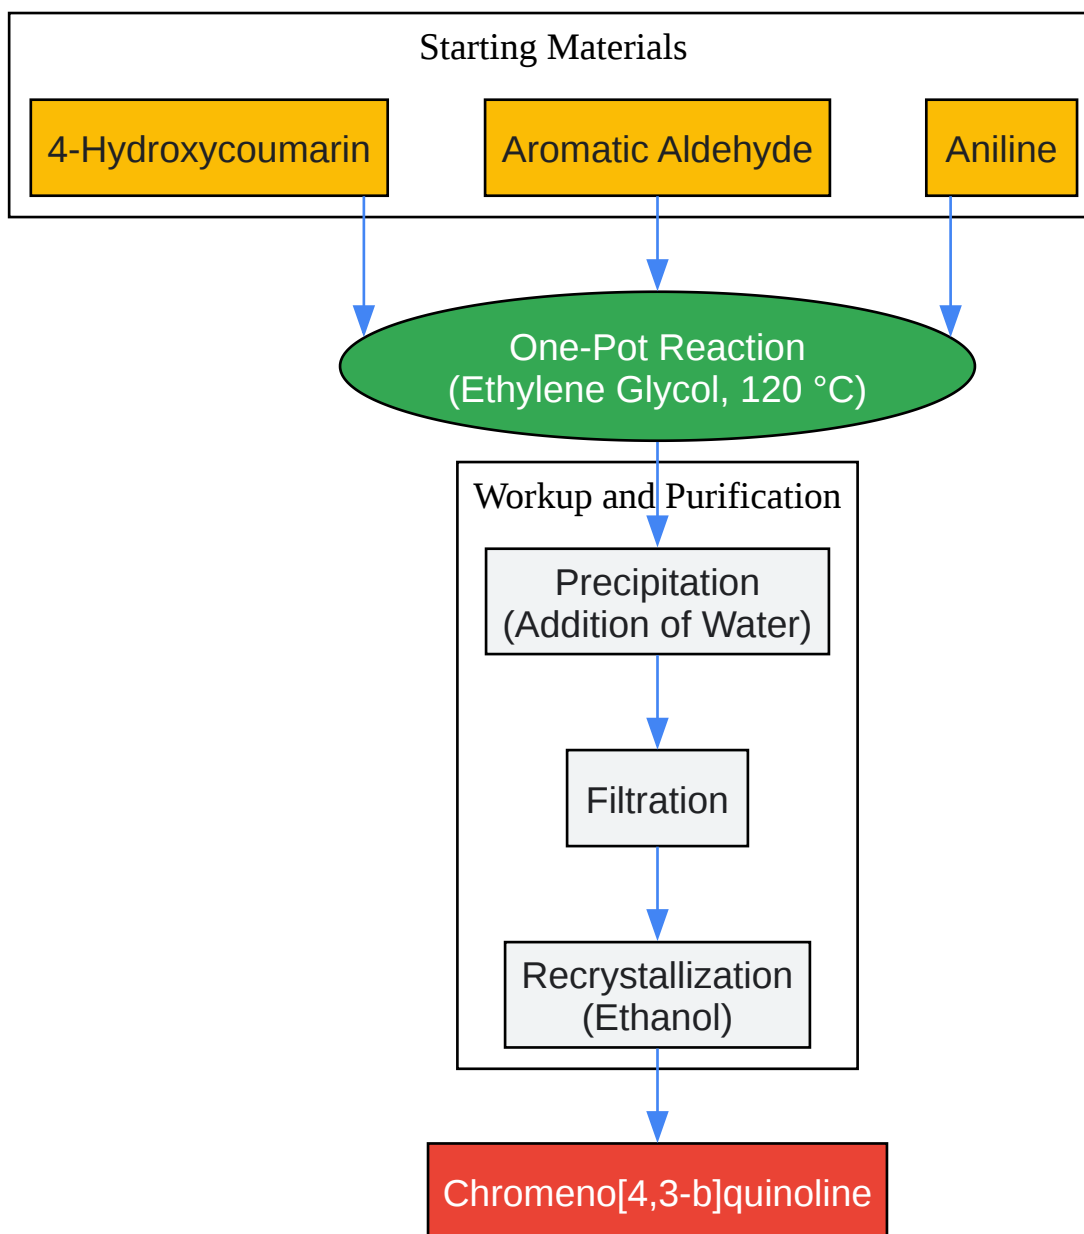 Starting Materials
4-Hydroxycoumarin
Aromatic Aldehyde
Aniline
One-Pot Reaction
(Ethylene Glycol, 120 °C)
Workup and Purification
Precipitation
(Addition of Water)
Filtration
Recrystallization
(Ethanol)
Chromeno[4,3-b]quinoline